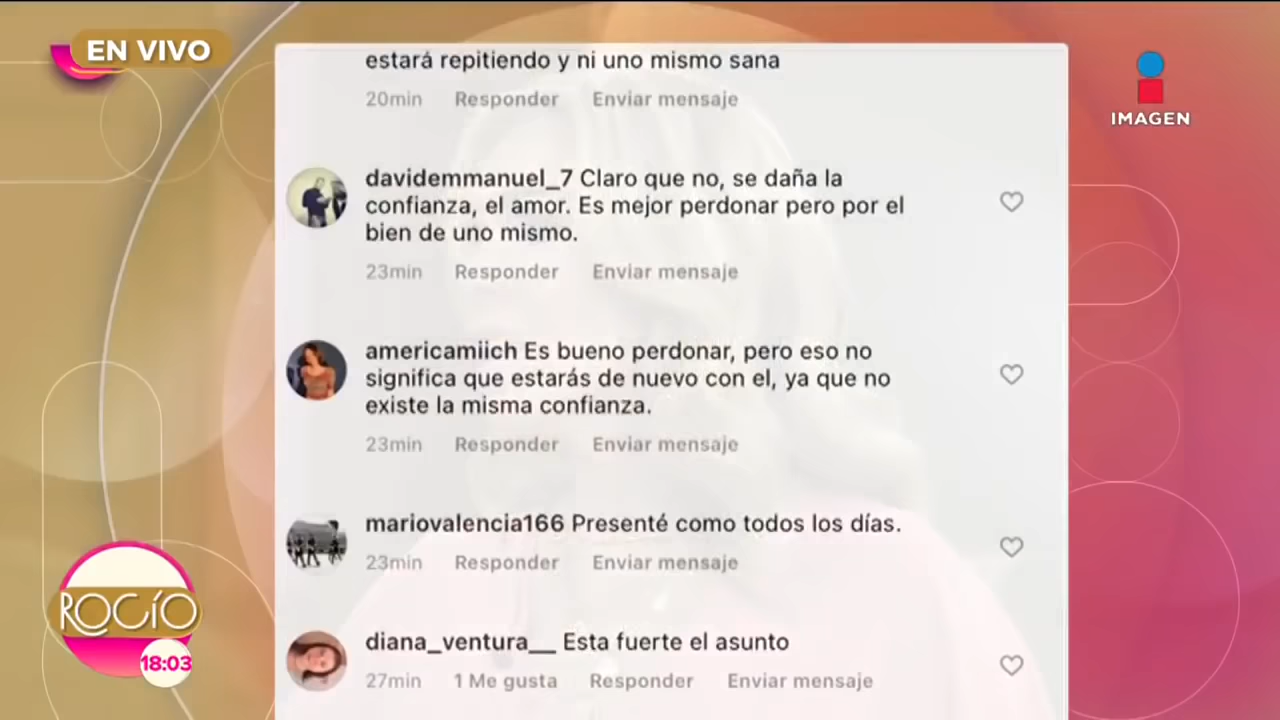 EN VIVO
IMAGEN
estará repitiendo y ni uno mismo sana
20min Responder Enviar mensaje
davidemmanuel_7 Claro que no, se daña la
confianza, el amor. Es mejor perdonar pero por el
bien de uno mismo.
23min Responder Enviar mensaje
americamiich Es bueno perdonar, pero eso no
significa que estarás de nuevo con el, ya que no
existe la misma confianza.
23min Responder Enviar mensaje
mariovalencia166 Presenté como todos los días.
23min Responder Enviar mensaje
diana_ventura__ Esta fuerte el asunto
27min 1 Me gusta Responder Enviar mensaje
ROCÍO
18:03